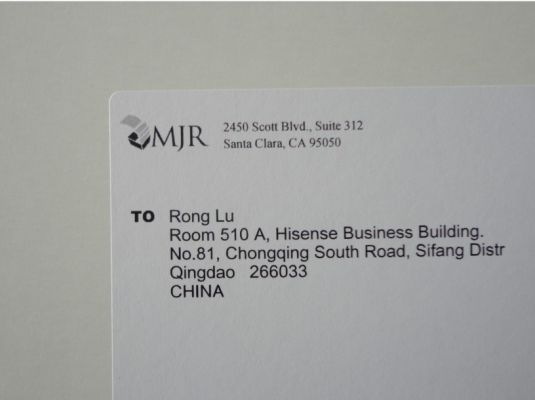 MJR
2450 Scott Blvd., Suite 312
Santa Clara, CA 95050
TO Rong Lu
Room 510 A, Hisense Business Building.
No.81, Chongqing South Road, Sifang Distr
Qingdao 266033
CHINA